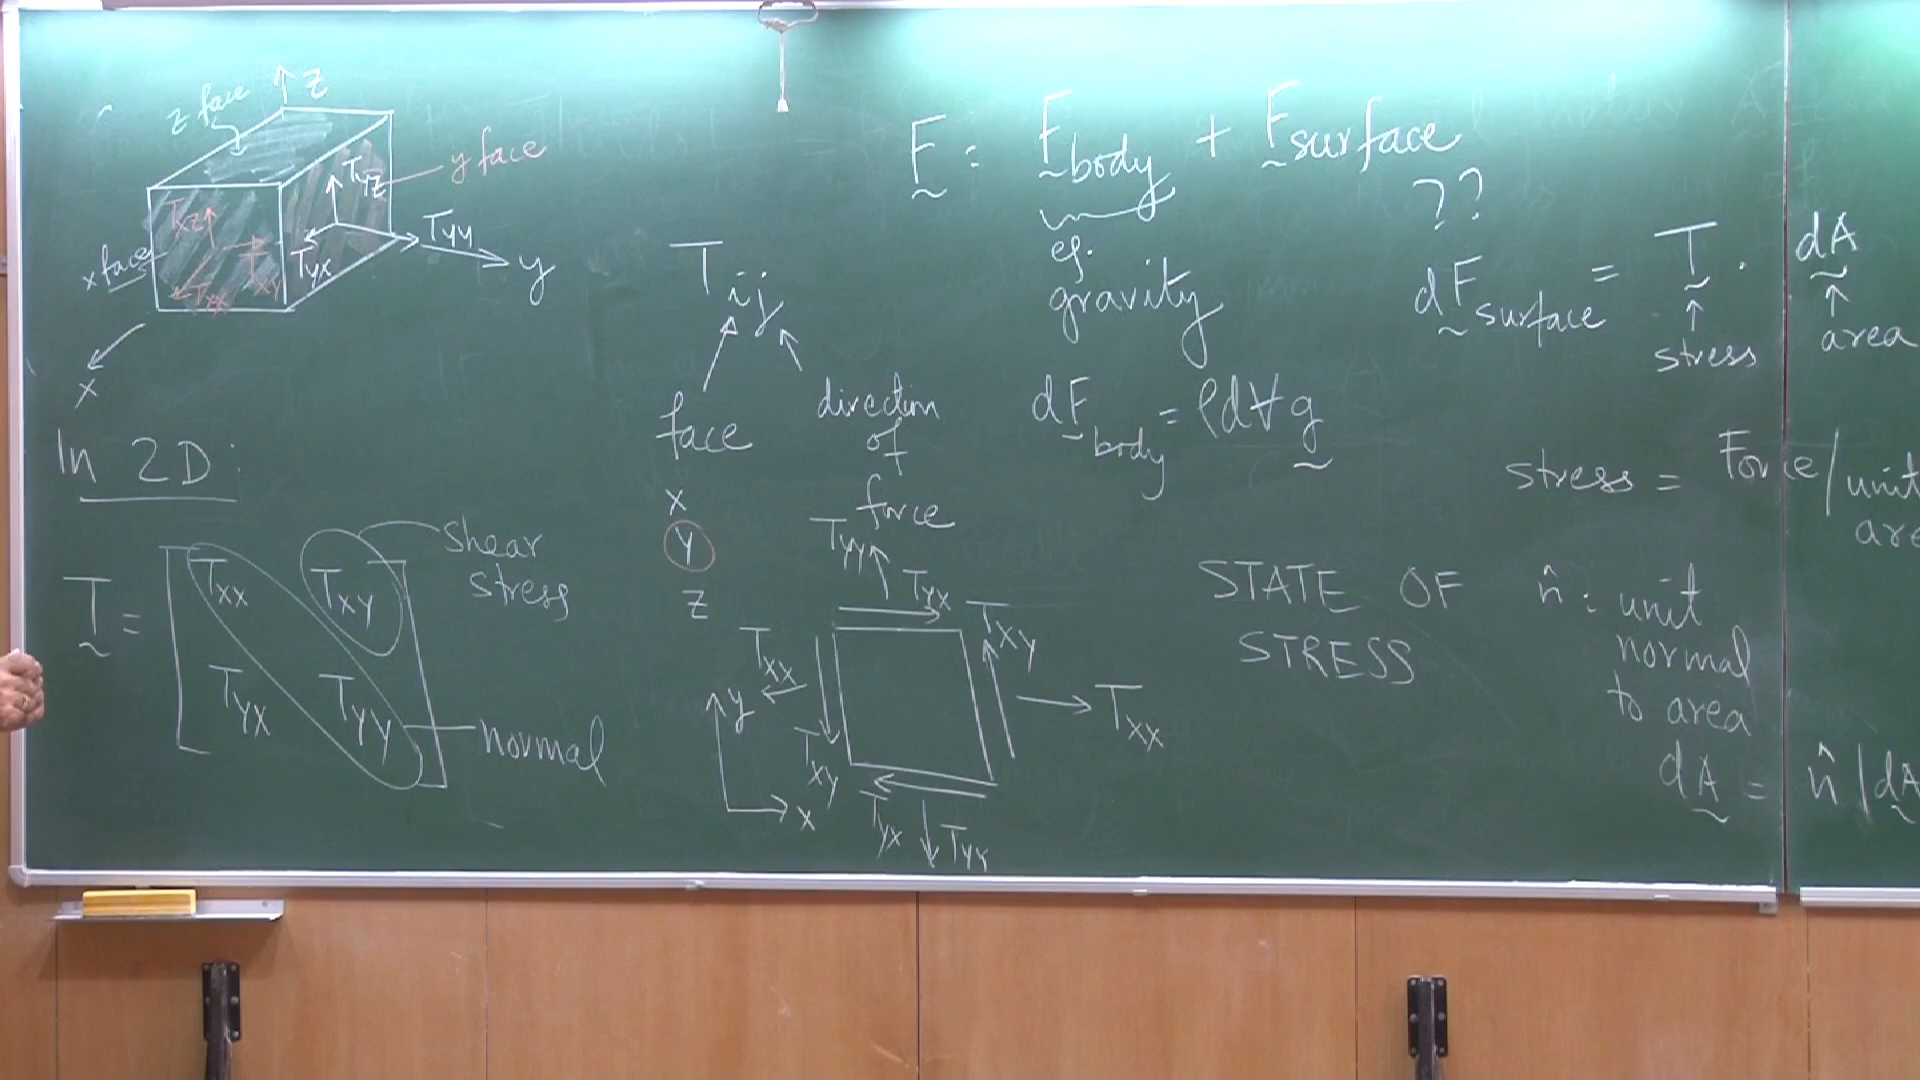 z face
z
y face
Tyz
Txz
Tyy
x face
Tyx
y
Txx
Txy
x
In 2D:
T =
Txx Txy
Tyx Tyy
shear
stress
normal
Tij
face
x
y
z
direction
of
force
Tyy
Tyx
Txx
Txy
y
Txx
Txy
x
Tyx
Tyy
F = Fbody + Fsurface
??
eg.
gravity
dFsurface = T . dA
stress
area
dFbody = ρd∀g
stress = Force/unit
are
STATE OF
STRESS
n̂ : unit
normal
to area
dA = n̂ |dA